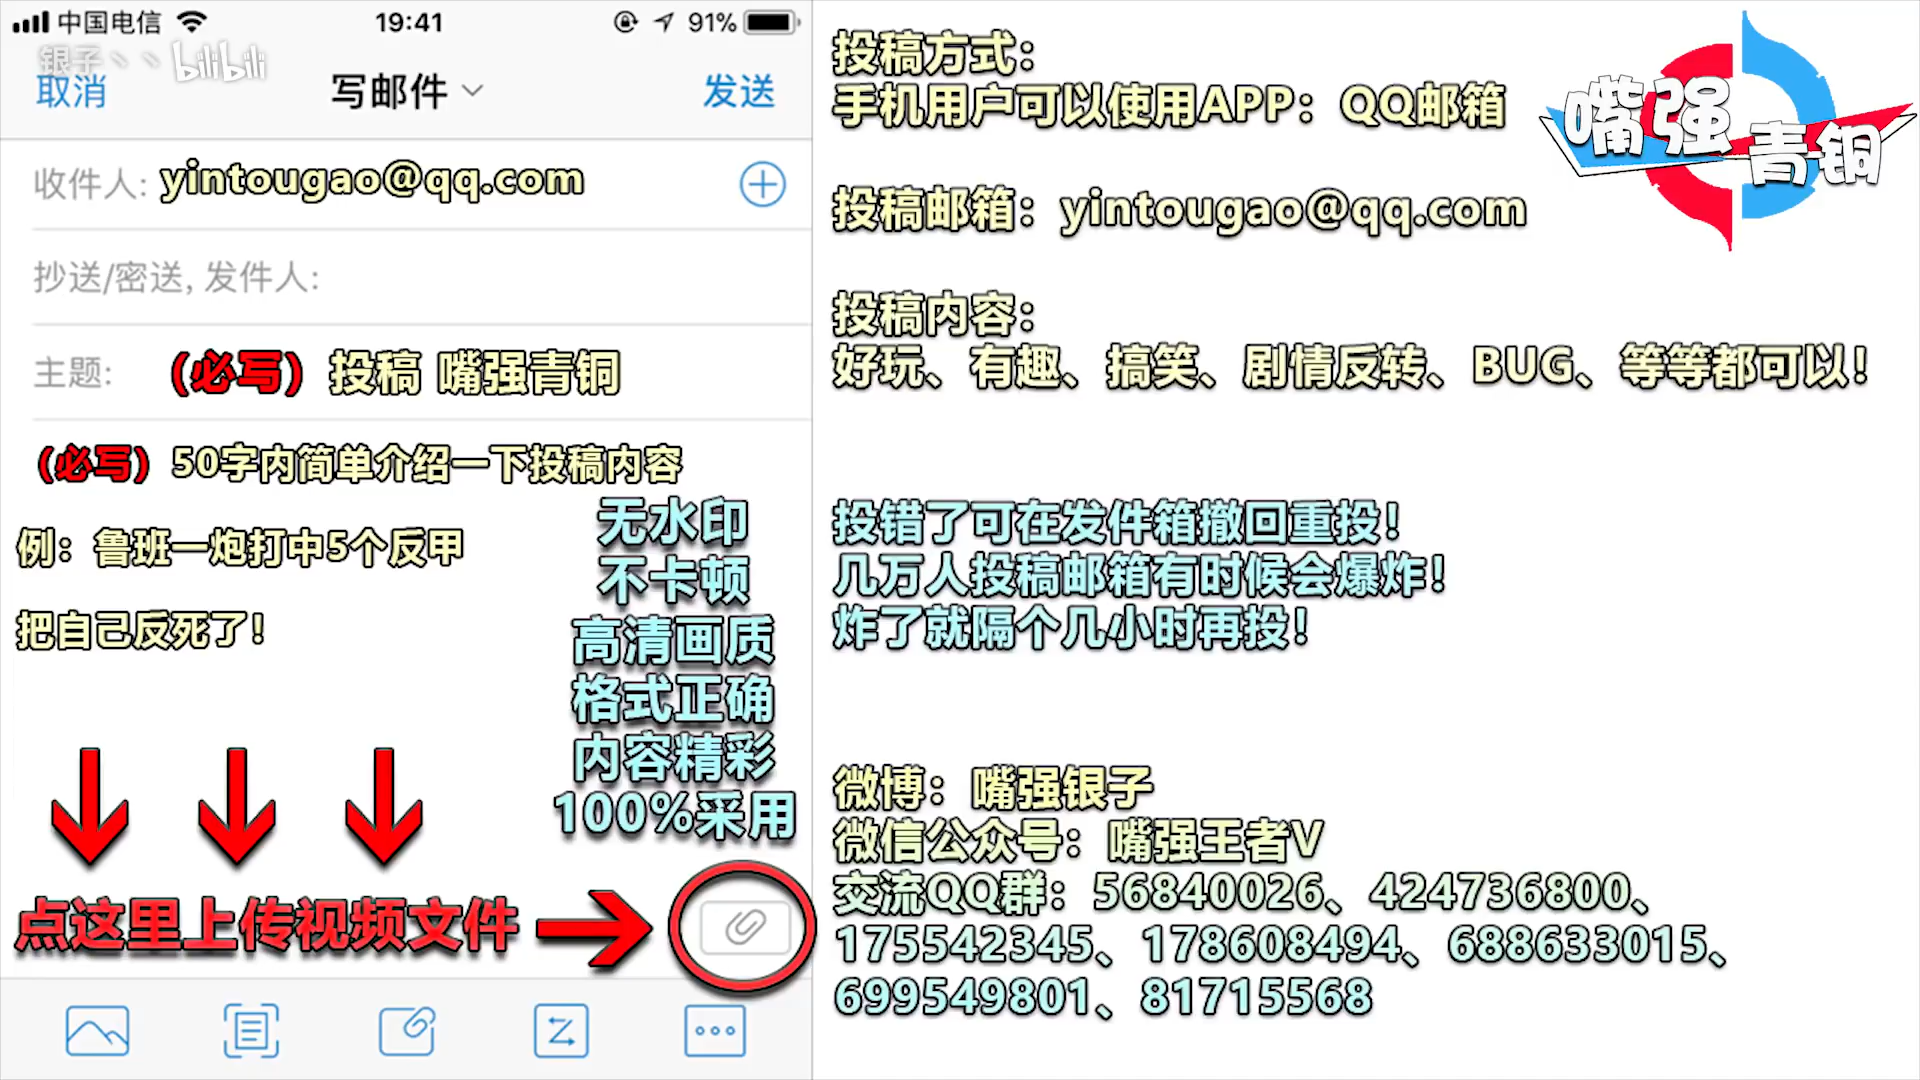 中国电信
19:41
91%
银子丶丶 bilibili
取消
写邮件
发送
收件人: yintougao@qq.com
抄送/密送, 发件人:
主题: （必写）投稿 嘴强青铜
（必写）50字内简单介绍一下投稿内容
例：鲁班一炮打中5个反甲
把自己反死了！
无水印
不卡顿
高清画质
格式正确
内容精彩
100%采用
点这里上传视频文件
投稿方式：
手机用户可以使用APP：QQ邮箱
投稿邮箱：yintougao@qq.com
投稿内容：
好玩、有趣、搞笑、剧情反转、BUG、等等都可以！
投错了可在发件箱撤回重投！
几万人投稿邮箱有时候会爆炸！
炸了就隔个几小时再投！
微博：嘴强银子
微信公众号：嘴强王者V
交流QQ群：56840026、424736800、
175542345、178608494、688633015、
699549801、81715568
嘴强青铜